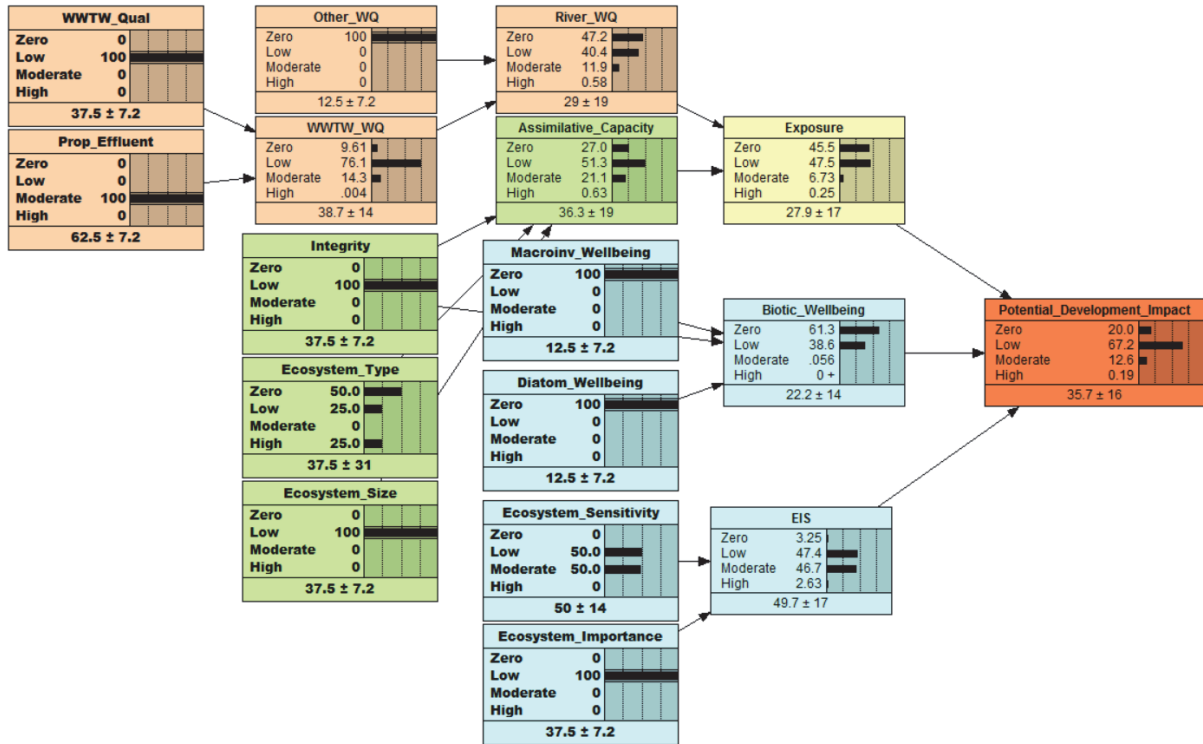 WWTW_Qual
Zero 0
Low 100
Moderate 0
High 0
37.5 ± 7.2
Prop_Effluent
Zero 0
Low 0
Moderate 100
High 0
62.5 ± 7.2
Other_WQ
Zero 100
Low 0
Moderate 0
High 0
12.5 ± 7.2
WWTW_WQ
Zero 9.61
Low 76.1
Moderate 14.3
High .004
38.7 ± 14
River_WQ
Zero 47.2
Low 40.4
Moderate 11.9
High 0.58
29 ± 19
Assimilative_Capacity
Zero 27.0
Low 51.3
Moderate 21.1
High 0.63
36.3 ± 19
Exposure
Zero 45.5
Low 47.5
Moderate 6.73
High 0.25
27.9 ± 17
Integrity
Zero 0
Low 100
Moderate 0
High 0
37.5 ± 7.2
Ecosystem_Type
Zero 50.0
Low 25.0
Moderate 0
High 25.0
37.5 ± 31
Ecosystem_Size
Zero 0
Low 100
Moderate 0
High 0
37.5 ± 7.2
Macroinv_Wellbeing
Zero 100
Low 0
Moderate 0
High 0
12.5 ± 7.2
Diatom_Wellbeing
Zero 100
Low 0
Moderate 0
High 0
12.5 ± 7.2
Biotic_Wellbeing
Zero 61.3
Low 38.6
Moderate .056
High 0 +
22.2 ± 14
Potential_Development_Impact
Zero 20.0
Low 67.2
Moderate 12.6
High 0.19
35.7 ± 16
Ecosystem_Sensitivity
Zero 0
Low 50.0
Moderate 50.0
High 0
50 ± 14
EIS
Zero 3.25
Low 47.4
Moderate 46.7
High 2.63
49.7 ± 17
Ecosystem_Importance
Zero 0
Low 100
Moderate 0
High 0
37.5 ± 7.2